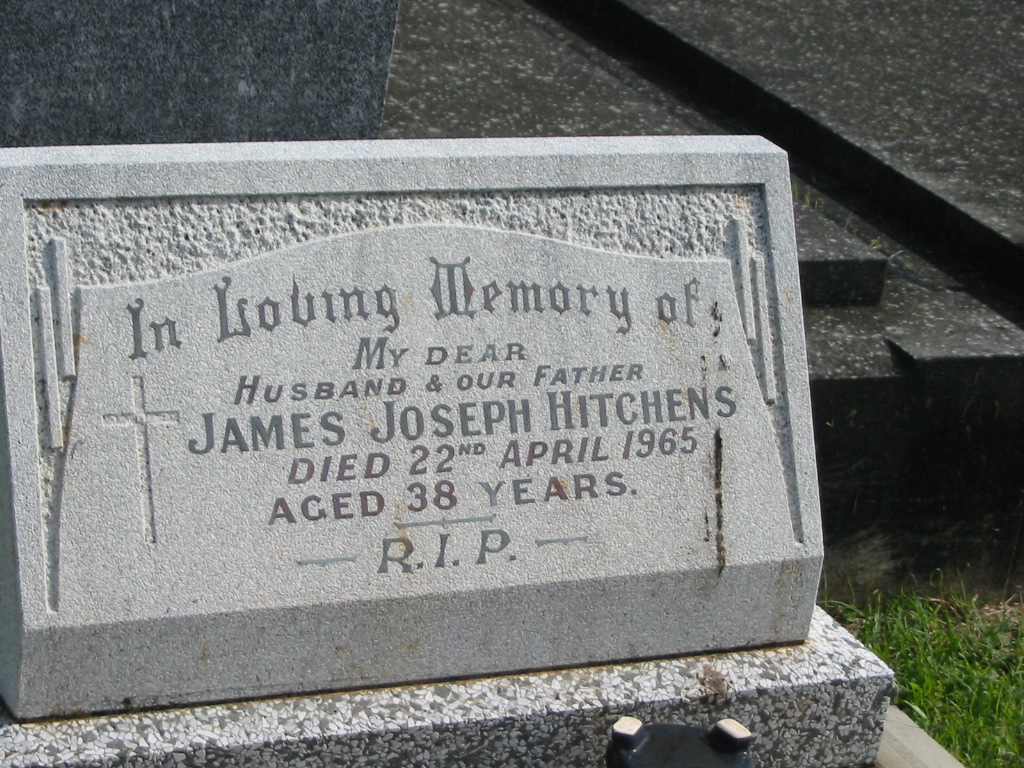 In Loving Memory of
MY DEAR
HUSBAND & OUR FATHER
JAMES JOSEPH HITCHENS
DIED 22ND APRIL 1965
AGED 38 YEARS.
R.I.P.